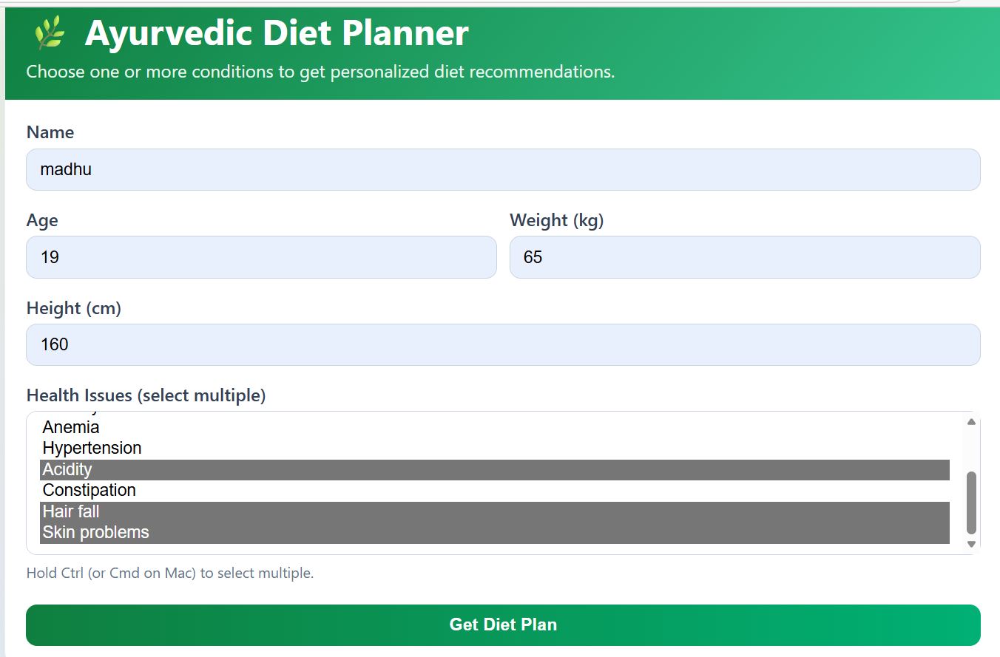 Ayurvedic Diet Planner
Choose one or more conditions to get personalized diet recommendations.
Name
madhu
Age
Weight (kg)
19
65
Height (cm)
160
Health Issues (select multiple)
Anemia
Hypertension
Acidity
Constipation
Hair fall
Skin problems
Hold Ctrl (or Cmd on Mac) to select multiple.
Get Diet Plan